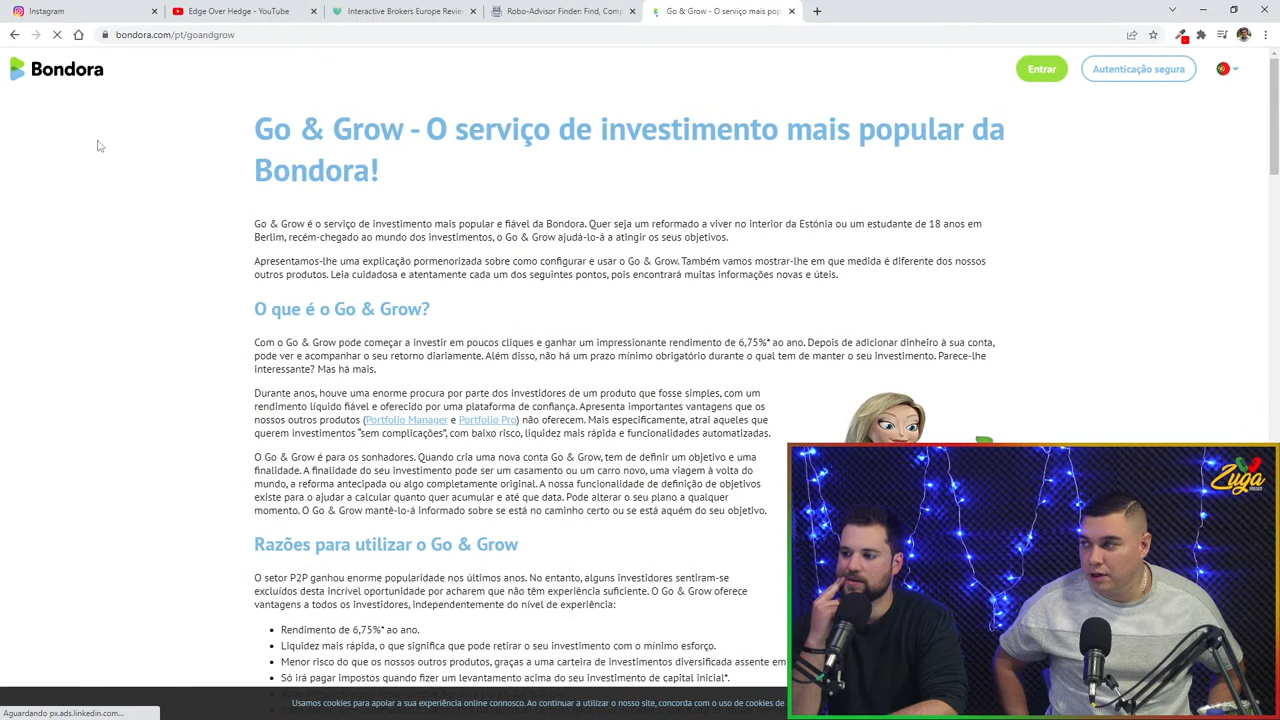 Instagram
Edge Over Hedge - YouTube
Interactive Brokers Europe Revie
Robo-Advisor Finder: Find, Comp
Go & Grow - O serviço mais pop
bondora.com/pt/goandgrow
Bondora
Entrar
Autenticação segura
Go & Grow - O serviço de investimento mais popular da
Bondora!
Go & Grow é o serviço de investimento mais popular e fiável da Bondora. Quer seja um reformado a viver no interior da Estónia ou um estudante de 18 anos em
Berlim, recém-chegado ao mundo dos investimentos, o Go & Grow ajudá-lo-á a atingir os seus objetivos.
Apresentamos-lhe uma explicação pormenorizada sobre como configurar e usar o Go & Grow. Também vamos mostrar-lhe em que medida é diferente dos nossos
outros produtos. Leia cuidadosa e atentamente cada um dos seguintes pontos, pois encontrará muitas informações novas e úteis.
O que é o Go & Grow?
Com o Go & Grow pode começar a investir em poucos cliques e ganhar um impressionante rendimento de 6,75%* ao ano. Depois de adicionar dinheiro à sua conta,
pode ver e acompanhar o seu retorno diariamente. Além disso, não há um prazo mínimo obrigatório durante o qual tem de manter o seu investimento. Parece-lhe
interessante? Mas há mais.
Durante anos, houve uma enorme procura por parte dos investidores de um produto que fosse simples, com um
rendimento líquido fiável e oferecido por uma plataforma de confiança. Apresenta importantes vantagens que os
nossos outros produtos (Portfolio Manager e Portfolio Pro) não oferecem. Mais especificamente, atrai aqueles que
querem investimentos "sem complicações", com baixo risco, liquidez mais rápida e funcionalidades automatizadas.
O Go & Grow é para os sonhadores. Quando cria uma nova conta Go & Grow, tem de definir um objetivo e uma
finalidade. A finalidade do seu investimento pode ser um casamento ou um carro novo, uma viagem à volta do
mundo, a reforma antecipada ou algo completamente original. A nossa funcionalidade de definição de objetivos
existe para o ajudar a calcular quanto quer acumular e até que data. Pode alterar o seu plano a qualquer
momento. O Go & Grow mantê-lo-á informado sobre se está no caminho certo ou se está aquém do seu objetivo.
Razões para utilizar o Go & Grow
O setor P2P ganhou enorme popularidade nos últimos anos. No entanto, alguns investidores sentiram-se
excluídos desta incrível oportunidade por acharem que não têm experiência suficiente. O Go & Grow oferece
vantagens a todos os investidores, independentemente do nível de experiência:
Rendimento de 6,75%* ao ano.
Liquidez mais rápida, o que significa que pode retirar o seu investimento com o mínimo esforço.
Menor risco do que os nossos outros produtos, graças a uma carteira de investimentos diversificada assente em
Só irá pagar impostos quando fizer um levantamento acima do seu investimento de capital inicial*.
Usamos cookies para apoiar a sua experiência online connosco. Ao continuar a utilizar o nosso site, concorda com o uso de cookies de
Aguardando px.ads.linkedin.com...
Zuga